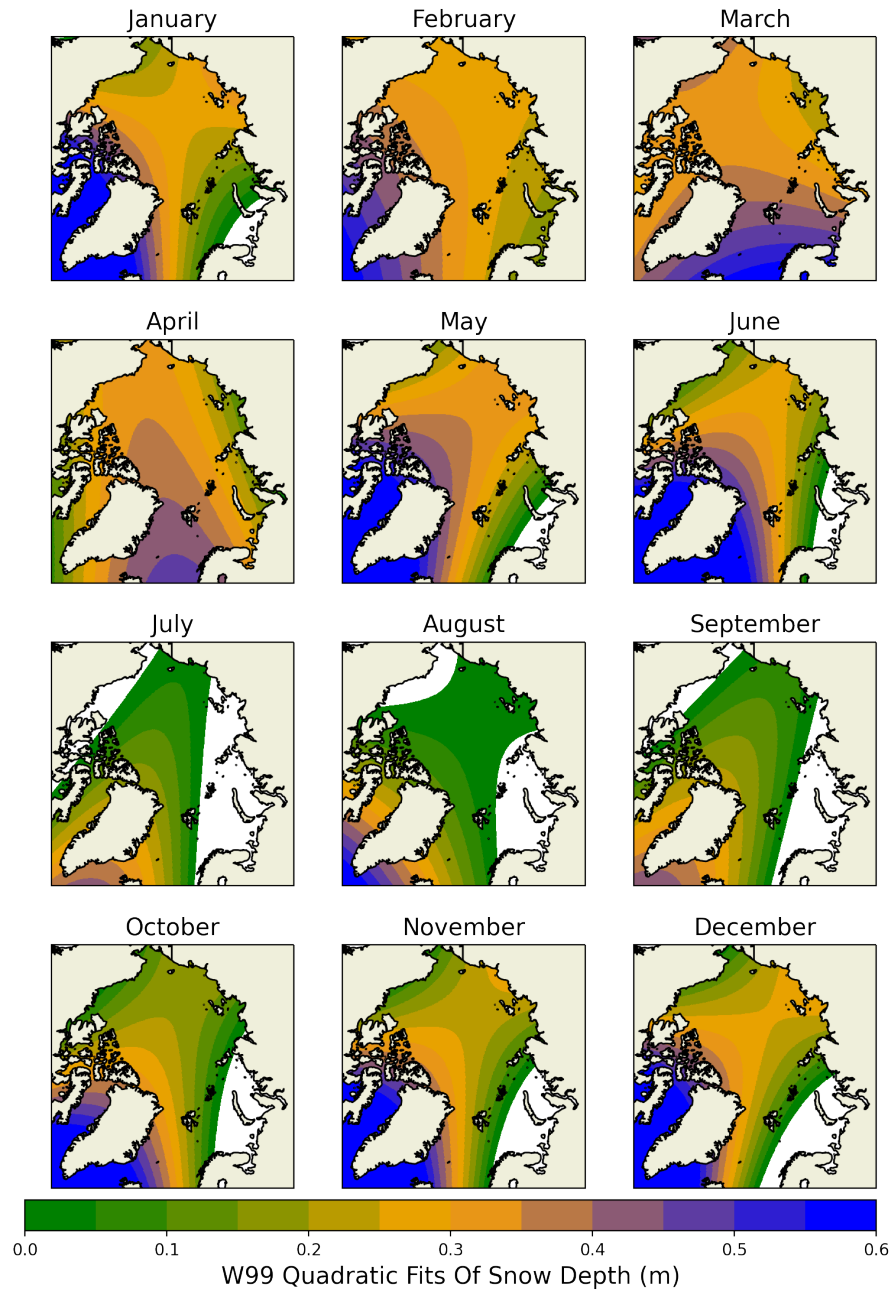 January February March
April May June
July August September
October November December
0.0 0.1 0.2 0.3 0.4 0.5 0.6
W99 Quadratic Fits Of Snow Depth (m)